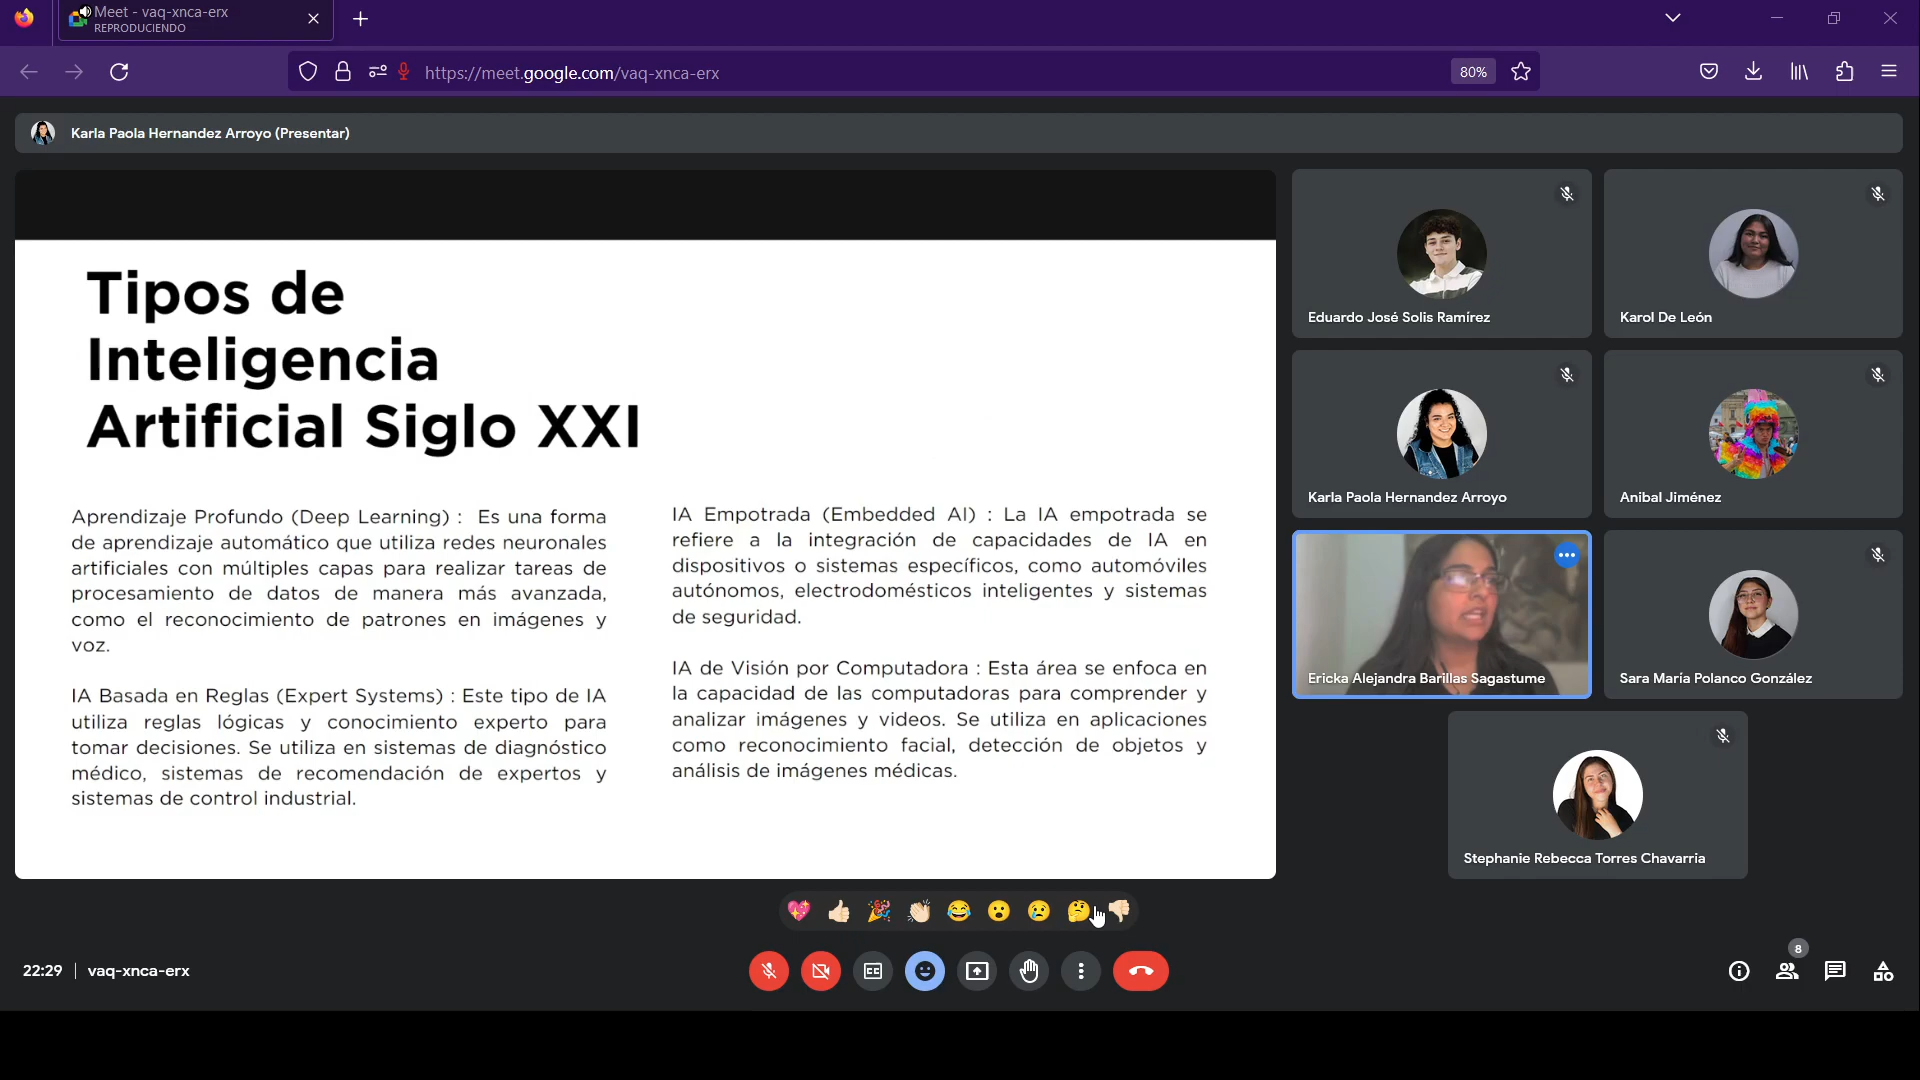 Meet - vaq-xnca-erx
REPRODUCIENDO
https://meet.google.com/vaq-xnca-erx
80%
Karla Paola Hernandez Arroyo (Presentar)
Tipos de
Inteligencia
Artificial Siglo XXI
Aprendizaje Profundo (Deep Learning) : Es una forma
de aprendizaje automático que utiliza redes neuronales
artificiales con múltiples capas para realizar tareas de
procesamiento de datos de manera más avanzada,
como el reconocimiento de patrones en imágenes y
voz.
IA Basada en Reglas (Expert Systems) : Este tipo de IA
utiliza reglas lógicas y conocimiento experto para
tomar decisiones. Se utiliza en sistemas de diagnóstico
médico, sistemas de recomendación de expertos y
sistemas de control industrial.
IA Empotrada (Embedded AI) : La IA empotrada se
refiere a la integración de capacidades de IA en
dispositivos o sistemas específicos, como automóviles
autónomos, electrodomésticos inteligentes y sistemas
de seguridad.
IA de Visión por Computadora : Esta área se enfoca en
la capacidad de las computadoras para comprender y
analizar imágenes y videos. Se utiliza en aplicaciones
como reconocimiento facial, detección de objetos y
análisis de imágenes médicas.
Eduardo José Solis Ramírez
Karol De León
Karla Paola Hernandez Arroyo
Anibal Jiménez
Ericka Alejandra Barillas Sagastume
Sara María Polanco González
Stephanie Rebecca Torres Chavarria
22:29 | vaq-xnca-erx
8